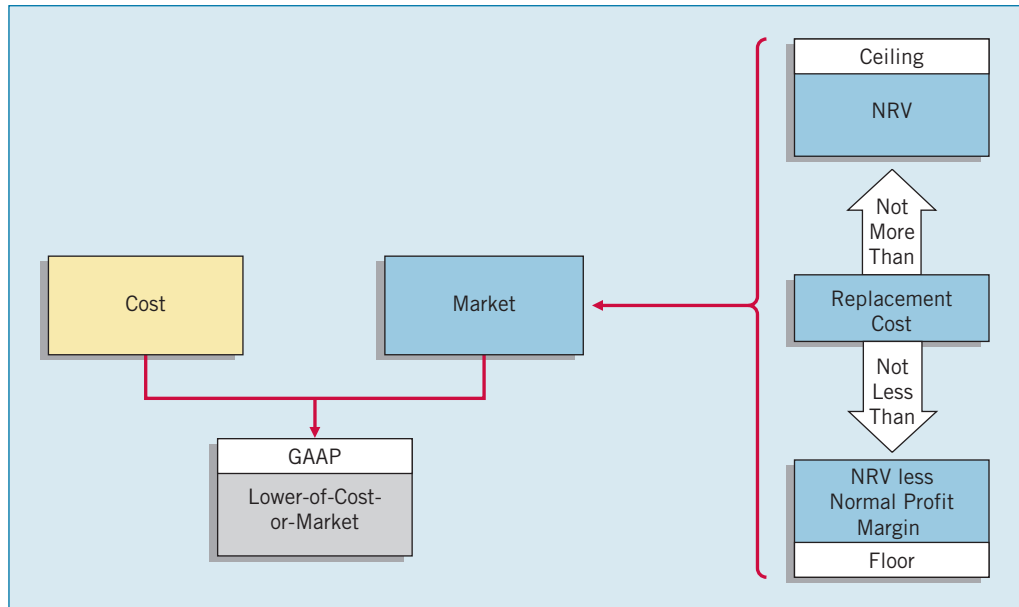 Ceiling
NRV
Not
More
Than
Cost
Market
Replacement
Cost
Not
Less
Than
GAAP
Lower-of-Cost-
or-Market
NRV less
Normal Profit
Margin
Floor